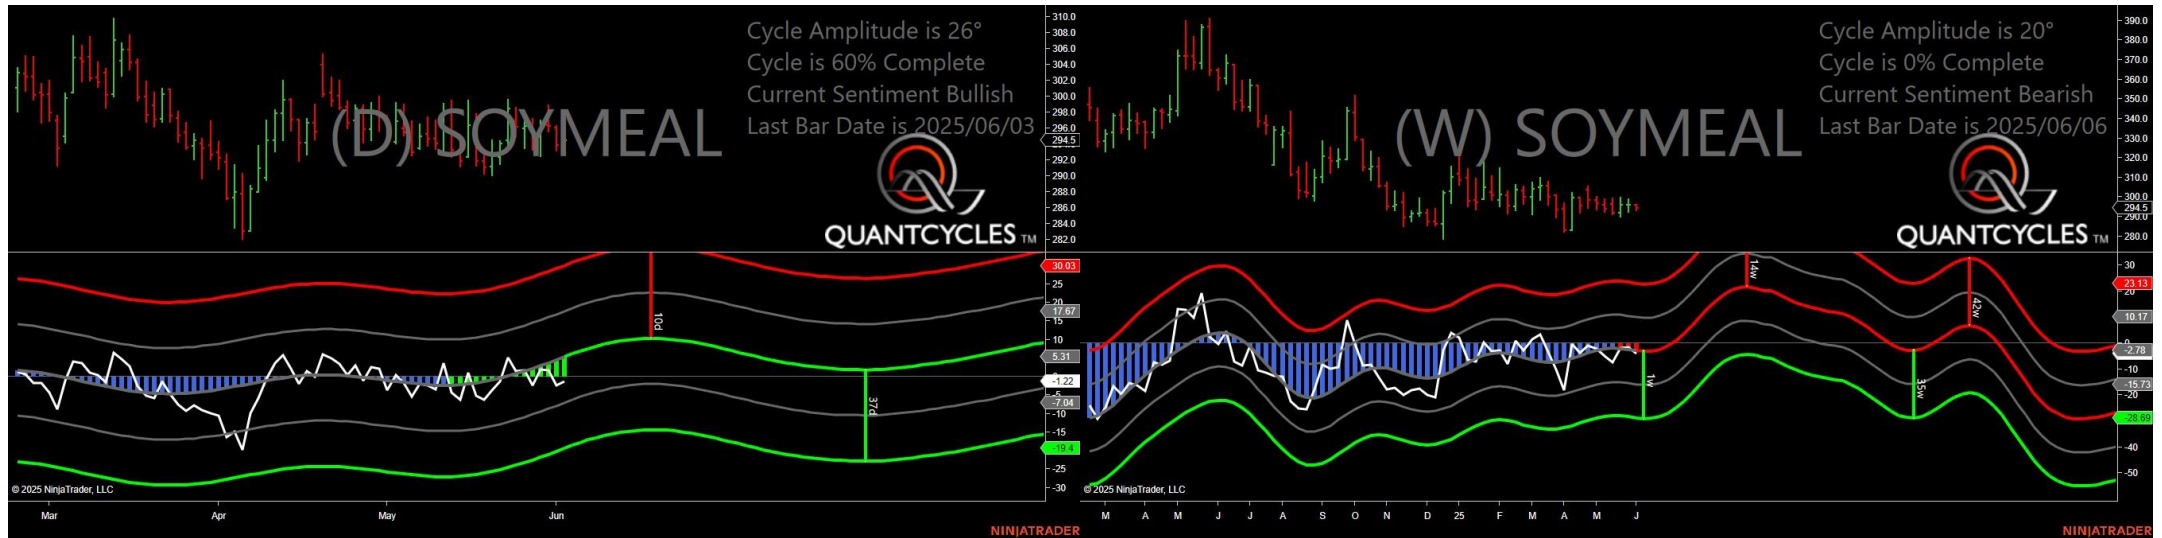 Cycle Amplitude is 26°
Cycle is 60% Complete
Current Sentiment Bullish
Last Bar Date is 2025/06/03
(D) SOYMEAL
QUANTCYCLES TM
310.0
308.0
306.0
304.0
302.0
300.0
298.0
296.0
294.5
292.0
290.0
288.0
286.0
284.0
282.0
30.03
25
20
17.67
15
10
5.31
-1.22
-5
-7.04
-10
-15
-19.4
-25
-30
10d
37d
© 2025 NinjaTrader, LLC
Mar Apr May Jun
NINJATRADER
Cycle Amplitude is 20°
Cycle is 0% Complete
Current Sentiment Bearish
Last Bar Date is 2025/06/06
(W) SOYMEAL
QUANTCYCLES TM
390.0
380.0
370.0
360.0
350.0
340.0
330.0
320.0
310.0
300.0
294.5
290.0
280.0
30
23.13
20
10.17
0
-2.78
-10
-15.73
-20
-28.69
-40
-50
14w
42w
1w
35w
© 2025 NinjaTrader, LLC
M A M J J A S O N D 25 F M A M J
NINJATRADER